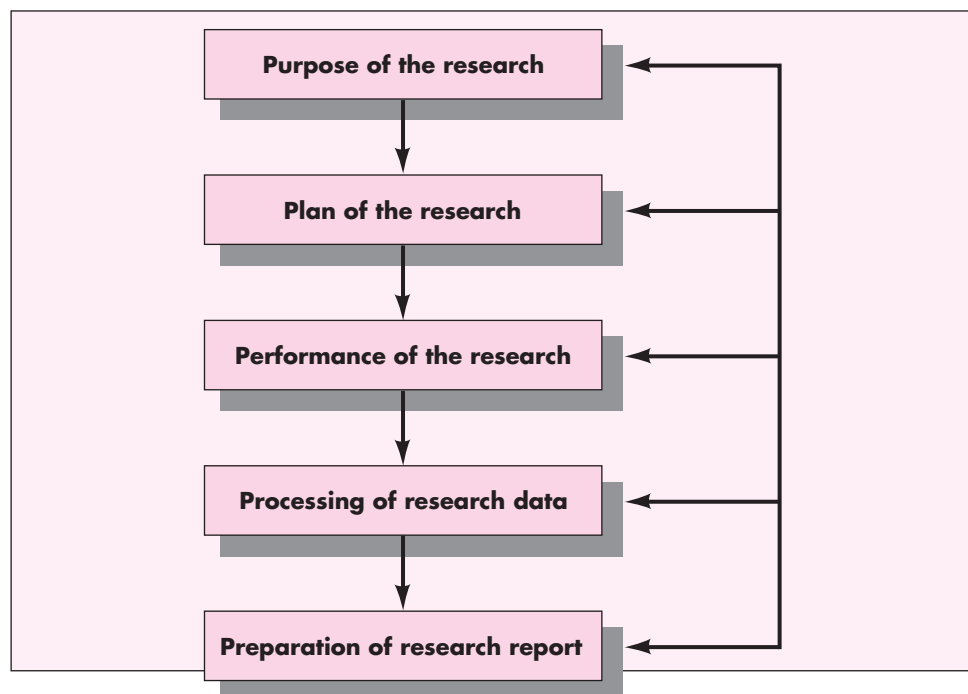 Purpose of the research
Plan of the research
Performance of the research
Processing of research data
Preparation of research report